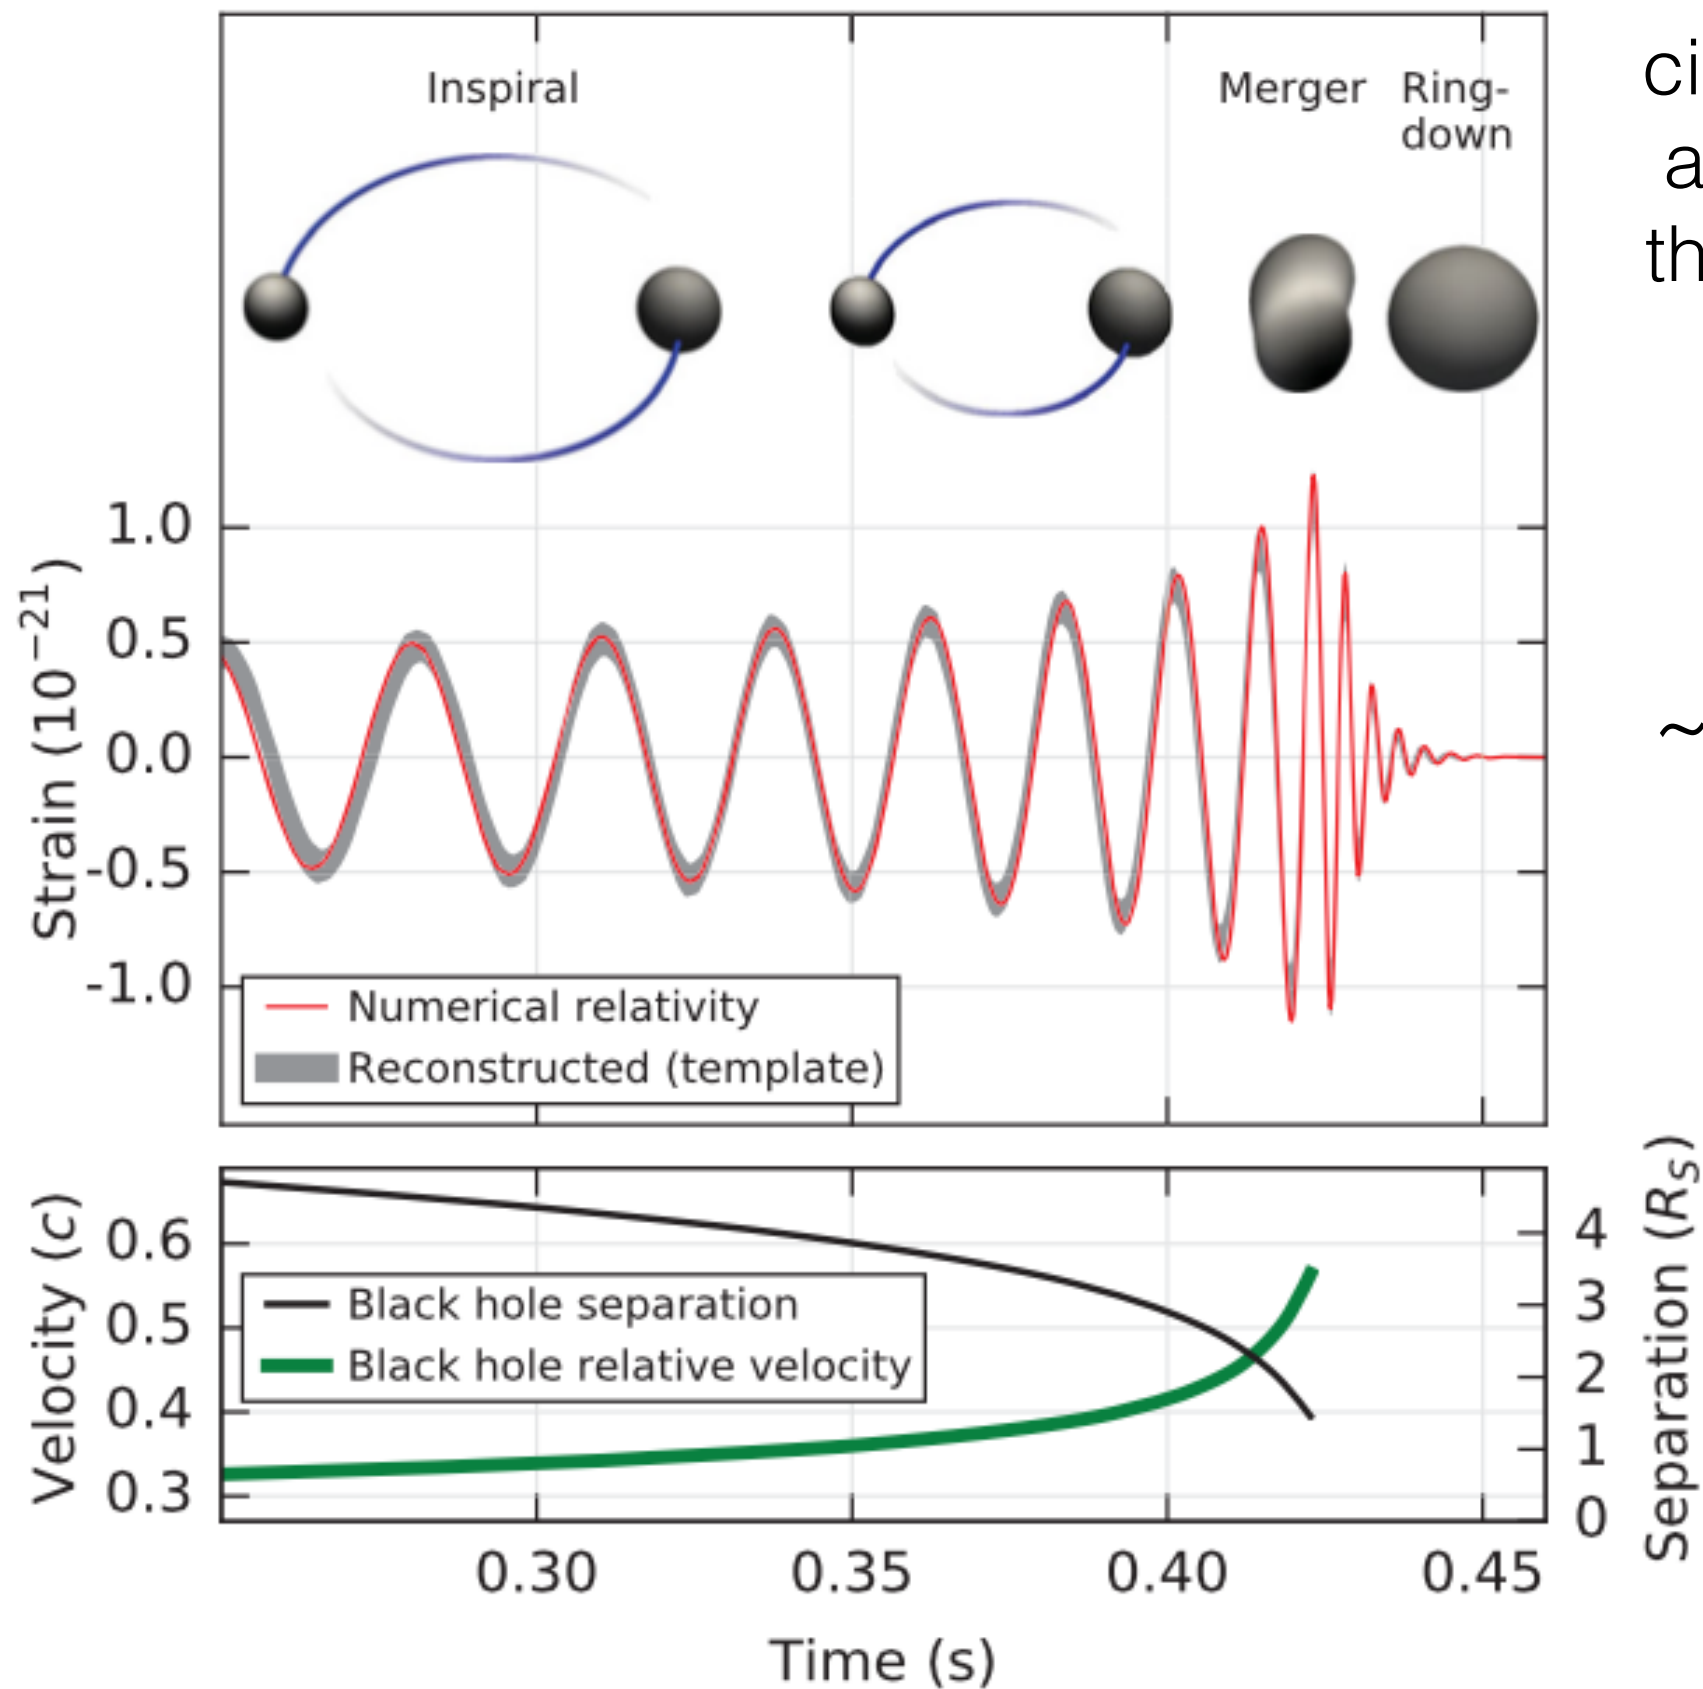 Inspiral
Merger
Ring-
down
ci
a
th
~
1.0
0.5
0.0
-0.5
-1.0
Strain (10⁻²¹)
Numerical relativity
Reconstructed (template)
Velocity (c)
0.6
0.5
0.4
0.3
Black hole separation
Black hole relative velocity
4
3
2
1
0
Separation (R_S)
0.30 0.35 0.40 0.45
Time (s)